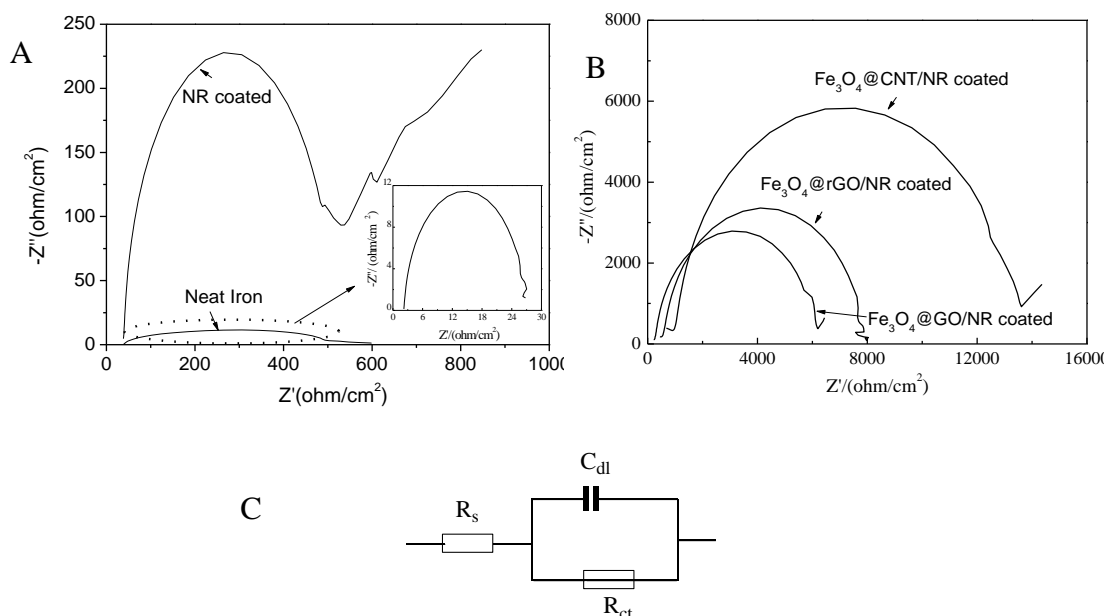 A
-Z"(ohm/cm²)
250
200
150
100
50
0
0 200 400 600 800 1000
Z'(ohm/cm²)
NR coated
Neat Iron
-Z"/(ohm/cm²)
12
8
4
0
0 6 12 18 24 30
Z'/(ohm/cm²)
B
-Z"/(ohm/cm²)
8000
6000
4000
2000
0
0 4000 8000 12000 16000
Z'/(ohm/cm²)
Fe₃O₄@CNT/NR coated
Fe₃O₄@rGO/NR coated
Fe₃O₄@GO/NR coated
C
Rₛ
C_dl
R_ct